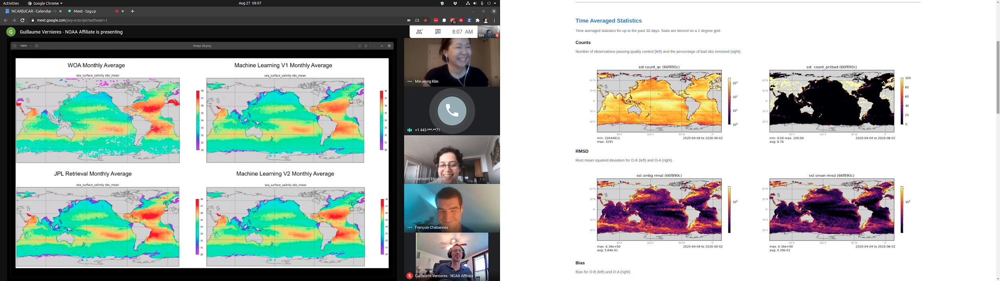 Activities
Google Chrome
Aug 27 08:07
NCAR|UCAR - Calendar - W
Meet - tagup
meet.google.com/pxy-vczo-ipn?authuser=1
15
G
Guillaume Vernieres - NOAA Affiliate is presenting
7
8:07 AM
You
100%
Image (5).png
WOA Monthly Average
sea_surface_salinity obs_mean
38
37
36
35
34
33
32
31
30
Machine Learning V1 Monthly Average
sea_surface_salinity obs_mean
38
37
36
35
34
33
32
31
30
JPL Retrieval Monthly Average
sea_surface_salinity obs_mean
38
37
36
35
34
33
32
31
30
Machine Learning V2 Monthly Average
sea_surface_salinity obs_mean
38
37
36
35
34
33
32
31
30
Min-jeong Kim
+1 443-***-**71
Hamideh Ebrahimi
François Chabannes
Guillaume Vernieres - NOAA Affiliate
Time Averaged Statistics
Time averaged statistics for up to the past 30 days. Stats are binned on a 1 degree grid.
Counts
Number of observations passing quality control (left) and the percentage of bad obs removed (right).
sst count_qc (66f890c)
60°N
30°N
0°
30°S
60°S
90°E
180°E
90°W
0°
10³
10²
10¹
10⁰
min: 32644811
max: 3291
2020-04-04 to 2020-06-02
sst count_pctbad (66f890c)
60°N
30°N
0°
30°S
60°S
90°E
180°E
90°W
0°
100
80
60
40
20
0
min: 0.00 max: 100.00
avg: 8.76
2020-04-04 to 2020-06-02
RMSD
Root mean squared deviation for O-B (left) and O-A (right).
sst ombg rmsd (66f890c)
60°N
30°N
0°
30°S
60°S
90°E
180°E
90°W
0°
10⁰
max: 6.36e+00
avg: 5.64e-01
2020-04-04 to 2020-06-02
sst oman rmsd (66f890c)
60°N
30°N
0°
30°S
60°S
90°E
180°E
90°W
0°
10⁰
max: 6.36e+00
avg: 4.39e-01
2020-04-04 to 2020-06-02
Bias
Bias for O-B (left) and O-A (right).